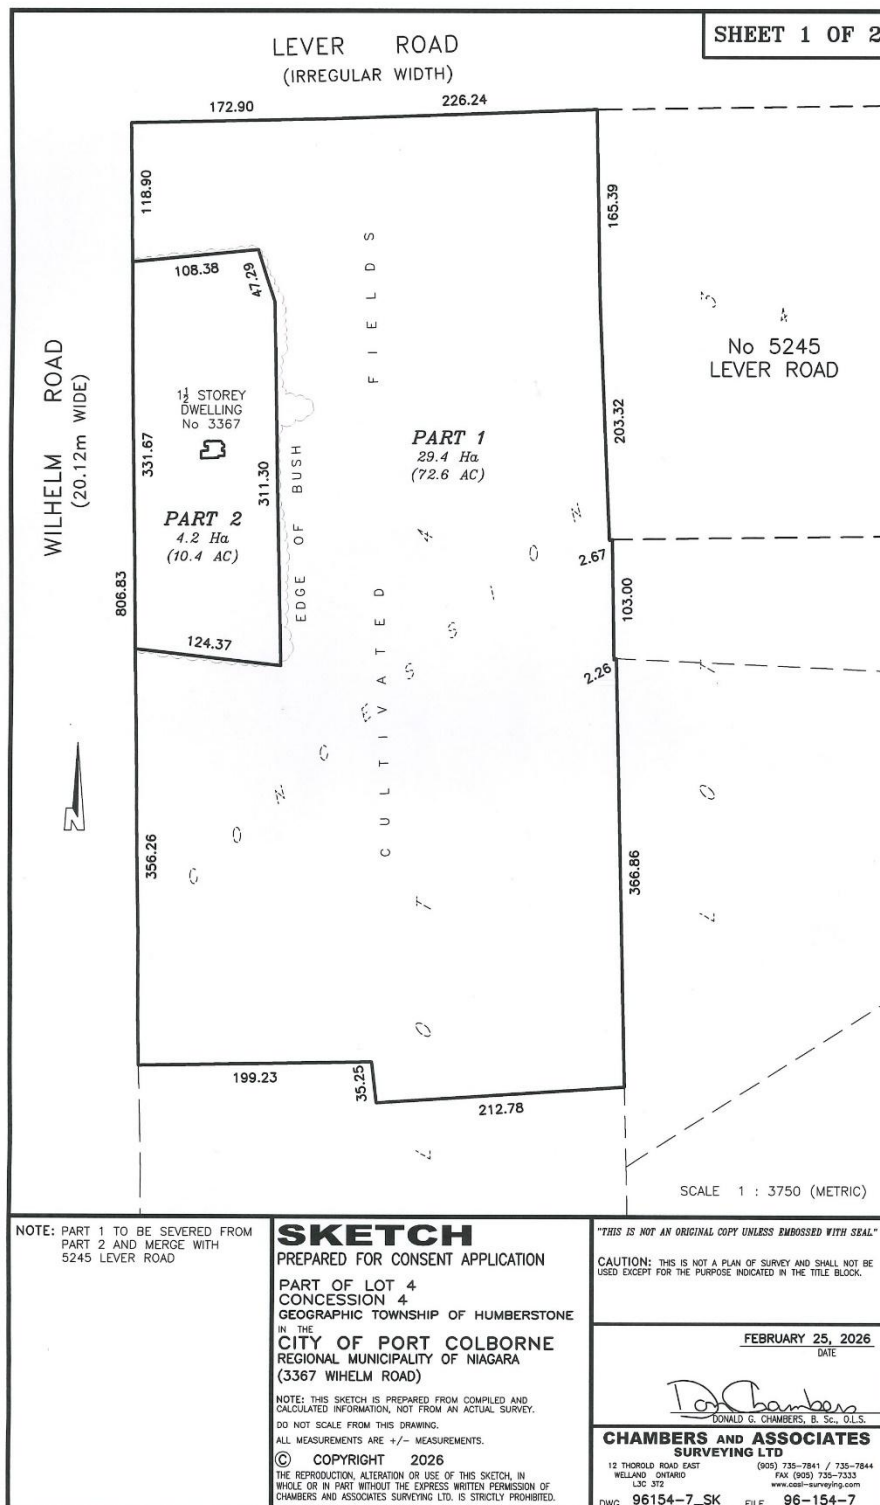 SHEET 1 OF 2
LEVER ROAD
(IRREGULAR WIDTH)
172.90
226.24
118.90
165.39
108.38
47.29
FIELDS
3
4
No 5245
LEVER ROAD
WILHELM ROAD
(20.12m WIDE)
1½ STOREY
DWELLING
No 3367
331.67
311.30
EDGE OF BUSH
PART 1
29.4 Ha
(72.6 AC)
203.32
PART 2
4.2 Ha
(10.4 AC)
4
CONCESSION
2.67
103.00
806.83
124.37
2.26
CULTIVATED
N
356.26
366.86
LOT
LOT
199.23
35.25
212.78
SCALE 1 : 3750 (METRIC)
NOTE: PART 1 TO BE SEVERED FROM
PART 2 AND MERGE WITH
5245 LEVER ROAD
SKETCH
PREPARED FOR CONSENT APPLICATION
PART OF LOT 4
CONCESSION 4
GEOGRAPHIC TOWNSHIP OF HUMBERSTONE
IN THE
CITY OF PORT COLBORNE
REGIONAL MUNICIPALITY OF NIAGARA
(3367 WIHELM ROAD)
NOTE: THIS SKETCH IS PREPARED FROM COMPILED AND
CALCULATED INFORMATION, NOT FROM AN ACTUAL SURVEY.
DO NOT SCALE FROM THIS DRAWING.
ALL MEASUREMENTS ARE +/- MEASUREMENTS.
© COPYRIGHT 2026
THE REPRODUCTION, ALTERATION OR USE OF THIS SKETCH, IN
WHOLE OR IN PART WITHOUT THE EXPRESS WRITTEN PERMISSION OF
CHAMBERS AND ASSOCIATES SURVEYING LTD. IS STRICTLY PROHIBITED.
"THIS IS NOT AN ORIGINAL COPY UNLESS EMBOSSED WITH SEAL"
CAUTION: THIS IS NOT A PLAN OF SURVEY AND SHALL NOT BE
USED EXCEPT FOR THE PURPOSE INDICATED IN THE TITLE BLOCK.
FEBRUARY 25, 2026
DATE
Don Chambers
DONALD G. CHAMBERS, B. Sc., O.L.S.
CHAMBERS AND ASSOCIATES
SURVEYING LTD
12 THOROLD ROAD EAST (905) 735-7841 / 735-7844
WELLAND ONTARIO FAX (905) 735-7333
L3C 3T2 www.casl-surveying.com
DWG 96154-7_SK FILE 96-154-7